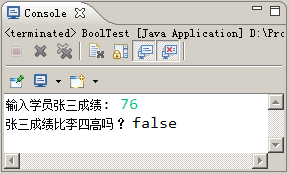 Console
<terminated> BoolTest [Java Application] D:\Pro
输入学员张三成绩: 76
张三成绩比李四高吗? false